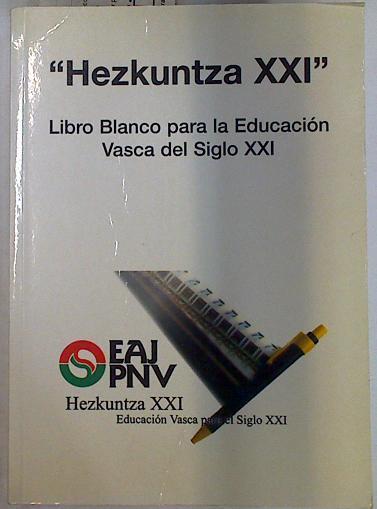 "Hezkuntza XXI"
Libro Blanco para la Educación
Vasca del Siglo XXI
EAJ
PNV
Hezkuntza XXI
Educación Vasca para el Siglo XXI